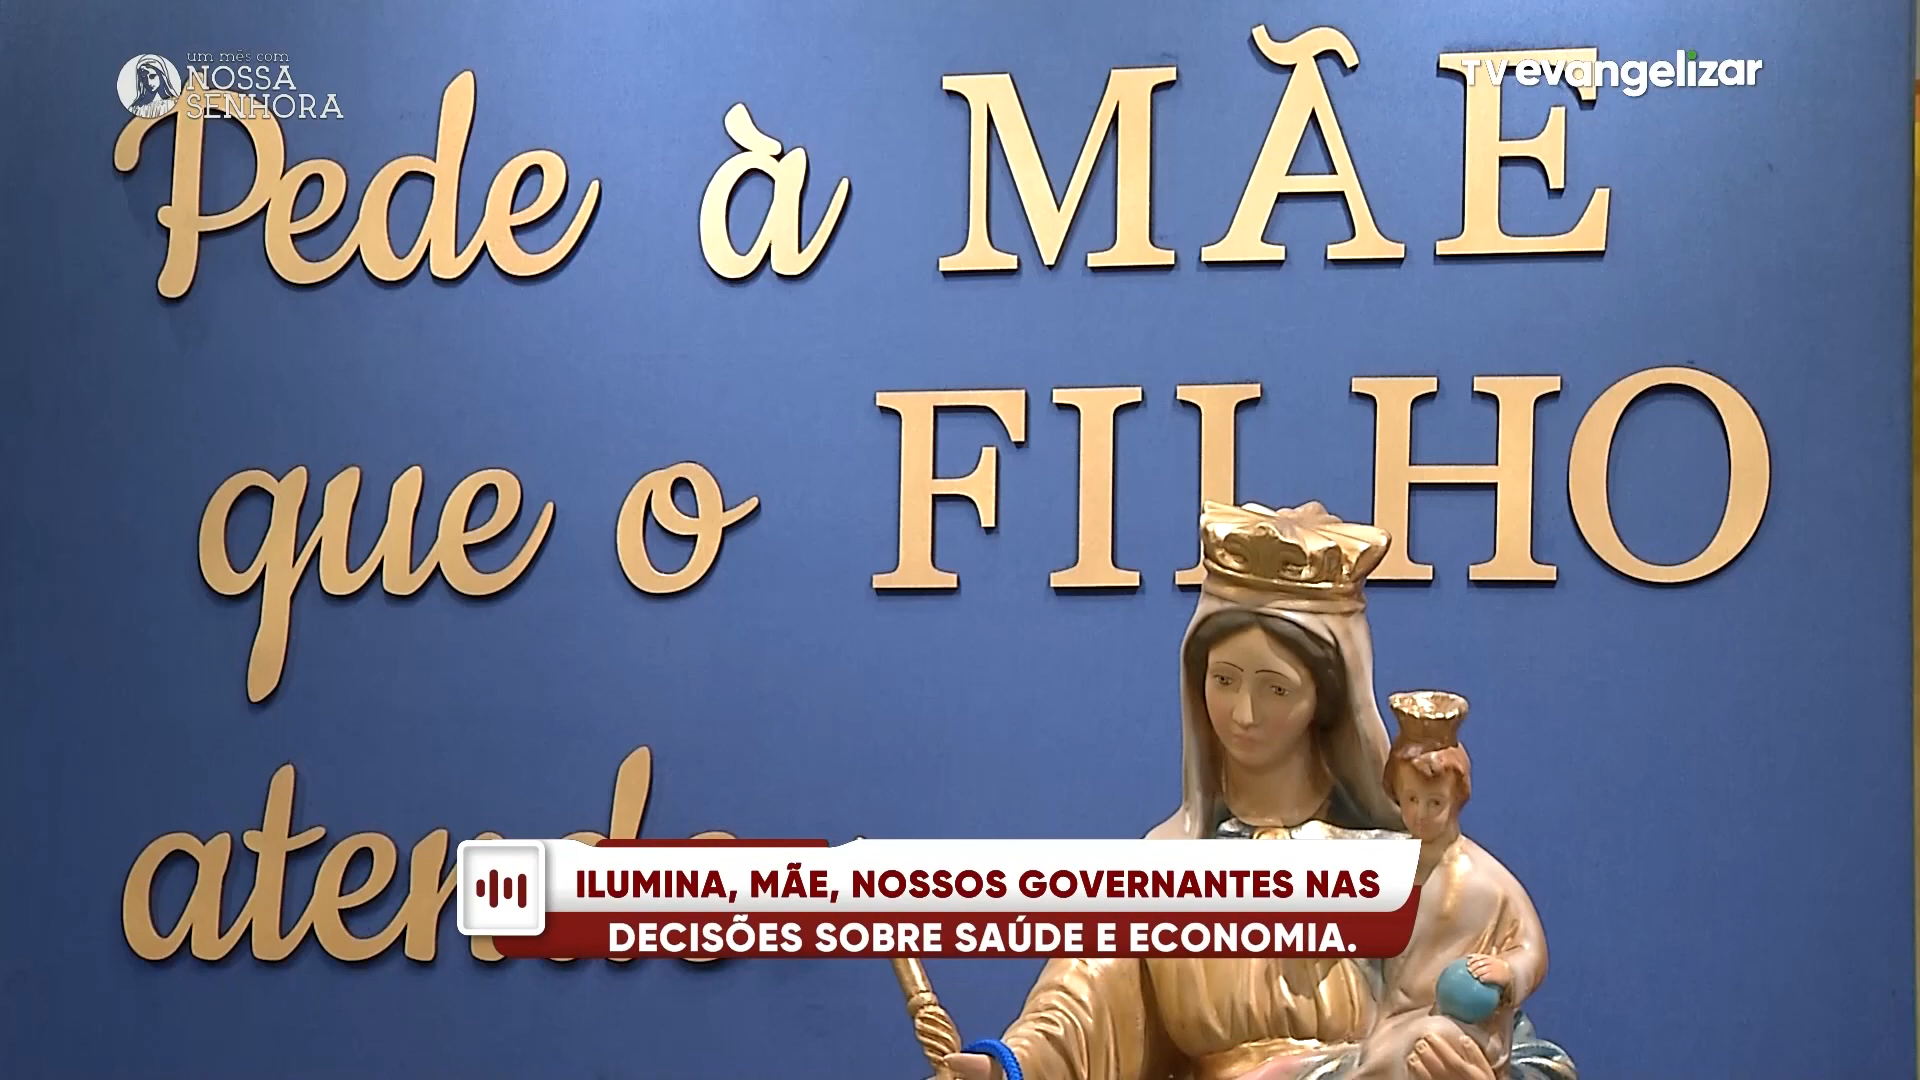 um mês com
NOSSA
SENHORA
TV evangelizar
Pede à MÃE
que o FILHO
atende
ILUMINA, MÃE, NOSSOS GOVERNANTES NAS
DECISÕES SOBRE SAÚDE E ECONOMIA.